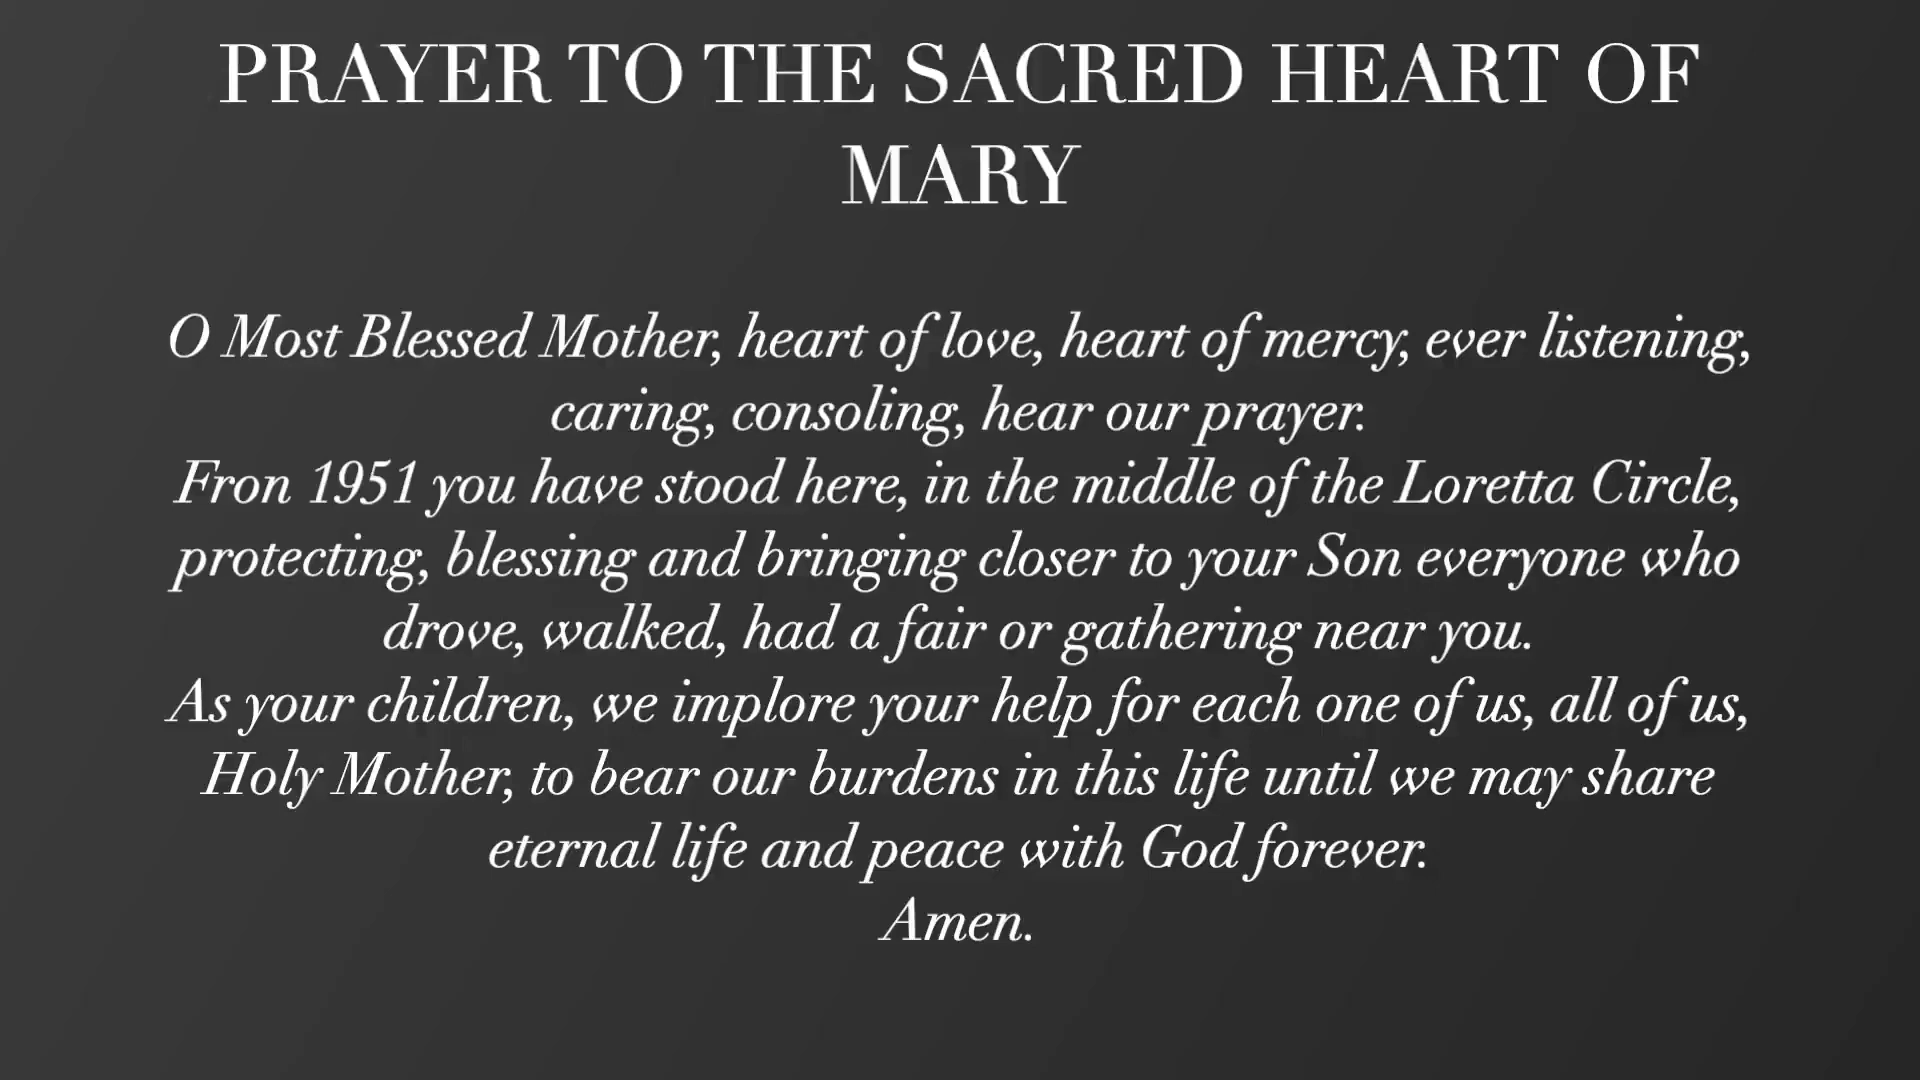 PRAYER TO THE SACRED HEART OF
MARY
O Most Blessed Mother, heart of love, heart of mercy, ever listening,
caring, consoling, hear our prayer.
Fron 1951 you have stood here, in the middle of the Loretta Circle,
protecting, blessing and bringing closer to your Son everyone who
drove, walked, had a fair or gathering near you.
As your children, we implore your help for each one of us, all of us,
Holy Mother, to bear our burdens in this life until we may share
eternal life and peace with God forever.
Amen.